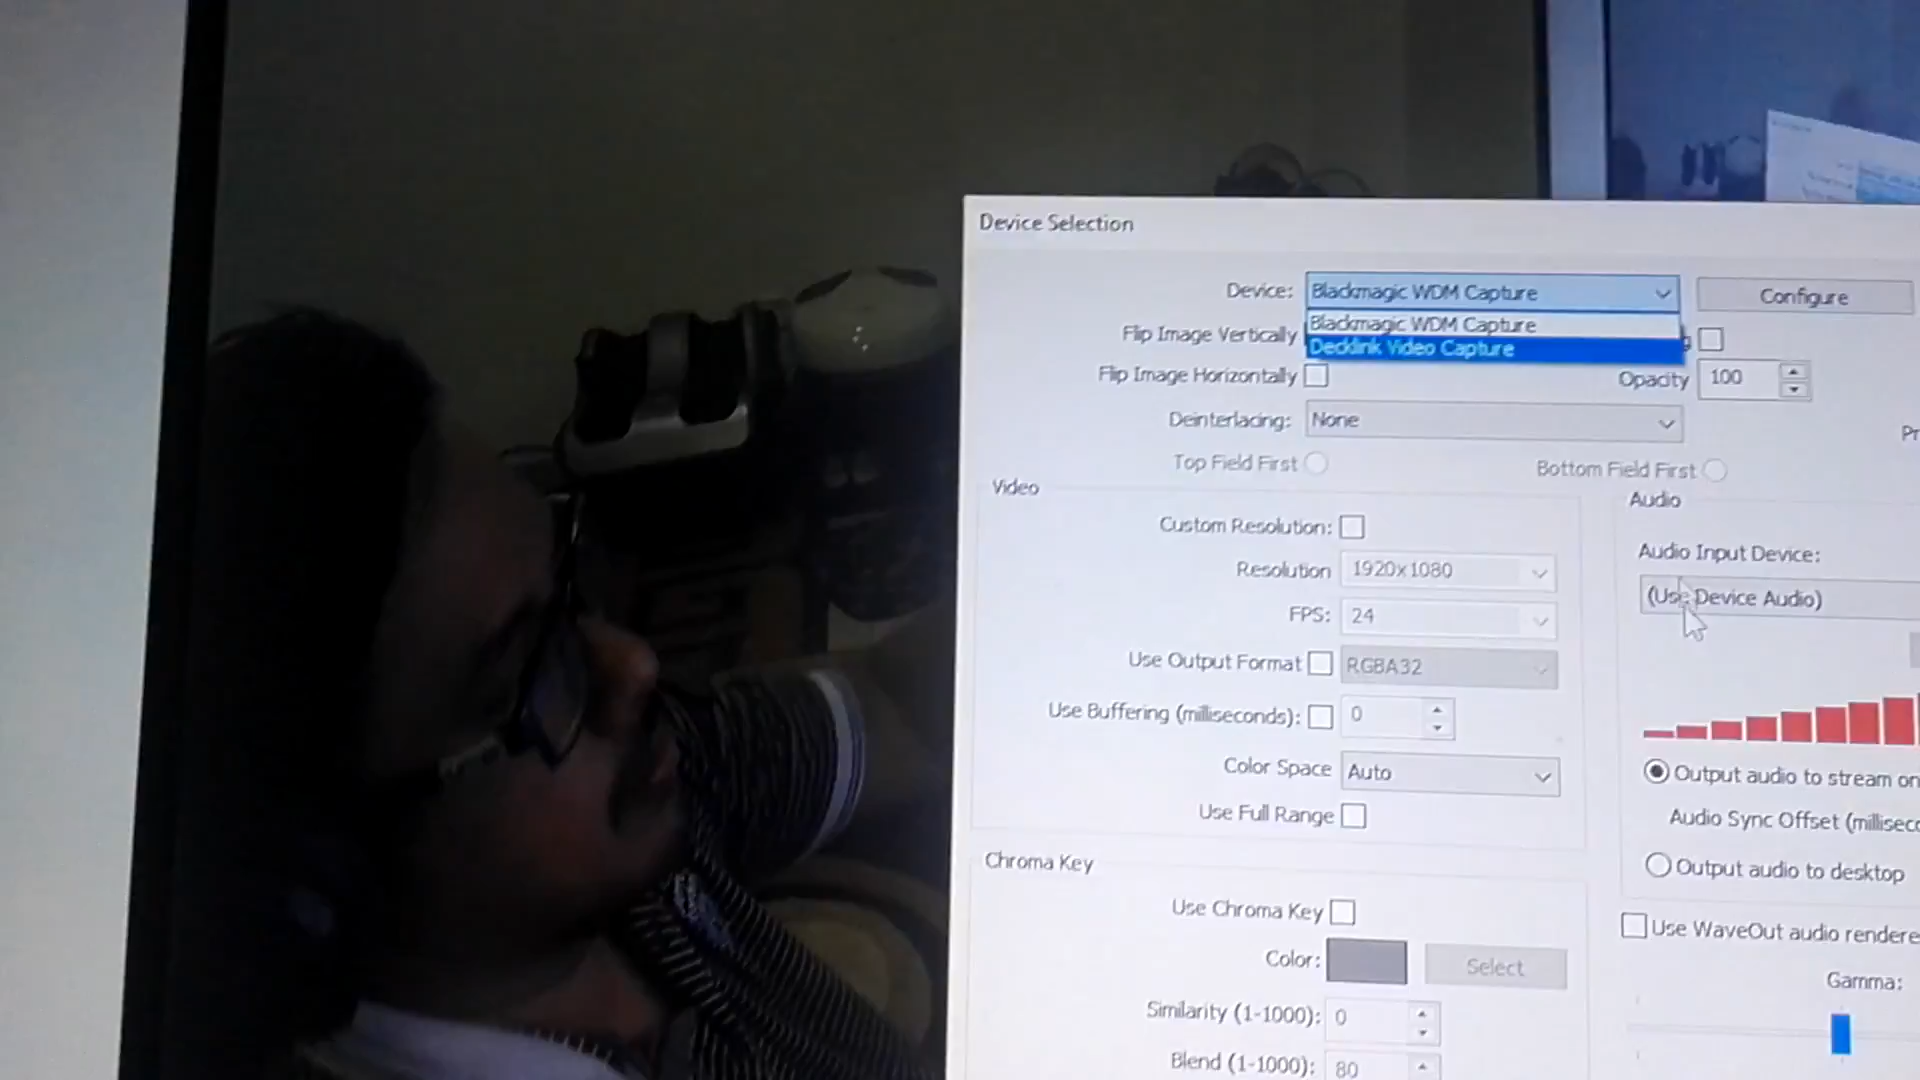 Device Selection
Device: Blackmagic WDM Capture
Configure
Blackmagic WDM Capture
Decklink Video Capture
Flip Image Vertically
Flip Image Horizontally
Opacity 100
Deinterlacing: None
Pr
Top Field First
Bottom Field First
Video
Custom Resolution:
Resolution 1920x1080
FPS: 24
Use Output Format RGBA32
Use Buffering (milliseconds): 0
Color Space Auto
Use Full Range
Audio
Audio Input Device:
(Use Device Audio)
Output audio to stream on
Audio Sync Offset (millisec
Output audio to desktop
Use WaveOut audio rendere
Gamma:
Chroma Key
Use Chroma Key
Color: Select
Similarity (1-1000): 0
Blend (1-1000): 80